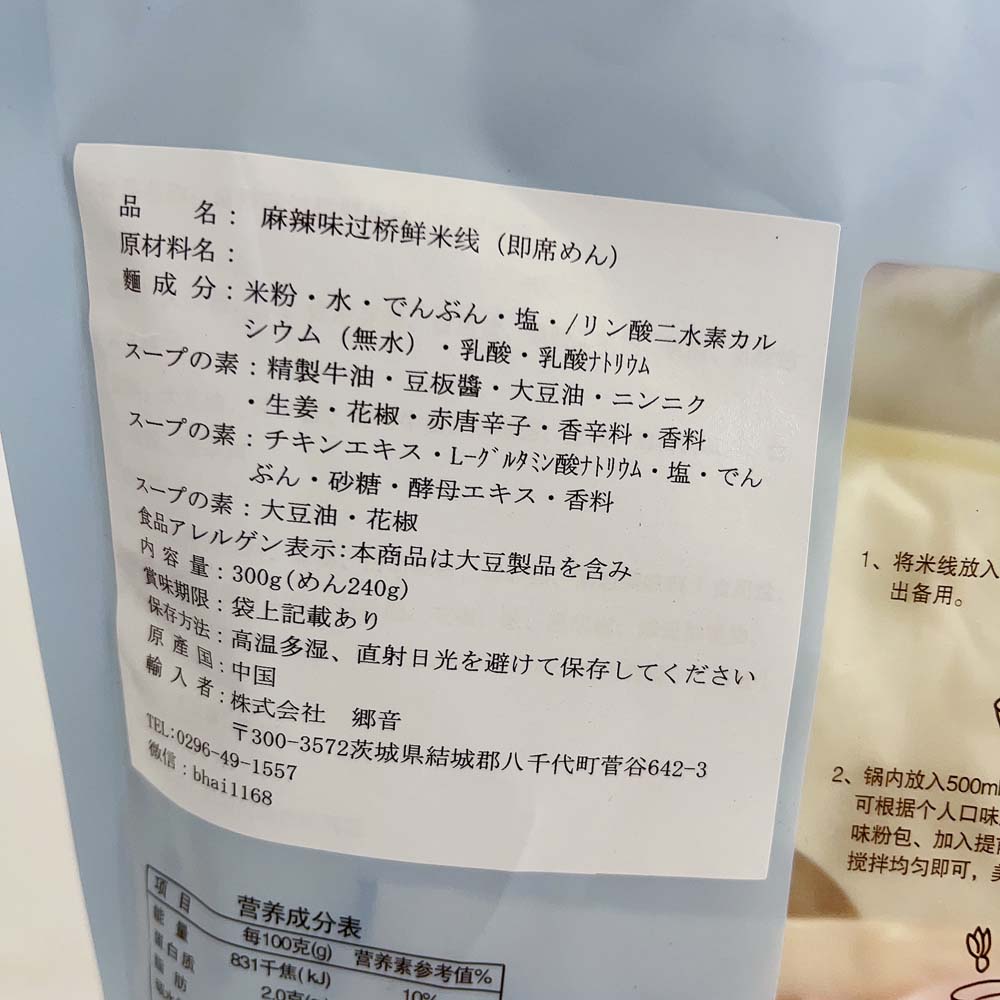 品　　名：麻辣味过桥鲜米线（即席めん）
原材料名：
麺 成 分：米粉・水・でんぶん・塩・/リン酸二水素カル
シウム（無水）・乳酸・乳酸ﾅﾄﾘｳﾑ
スープの素：精製牛油・豆板醬・大豆油・ニンニク
・生姜・花椒・赤唐辛子・香辛料・香料
スープの素：チキンエキス・L-ｸﾞﾙﾀﾐﾝ酸ﾅﾄﾘｳﾑ・塩・でん
ぶん・砂糖・酵母エキス・香料
スープの素：大豆油・花椒
食品アレルゲン表示：本商品は大豆製品を含み
内 容 量：300g(めん240g)
賞味期限：袋上記載あり
保存方法：高温多湿、直射日光を避けて保存してください
原 産 国：中国
輸 入 者：株式会社　郷音
〒300-3572茨城県結城郡八千代町菅谷642-3
TEL:0296-49-1557
微信：bhai1168
营养成分表
项目 每100克(g) 营养素参考值%
能量 831千焦(kJ) 10%
蛋白质 2.0克
脂肪
1、将米线放入
出备用。
2、锅内放入500ml
可根据个人口味
味粉包、加入提前
搅拌均匀即可，美